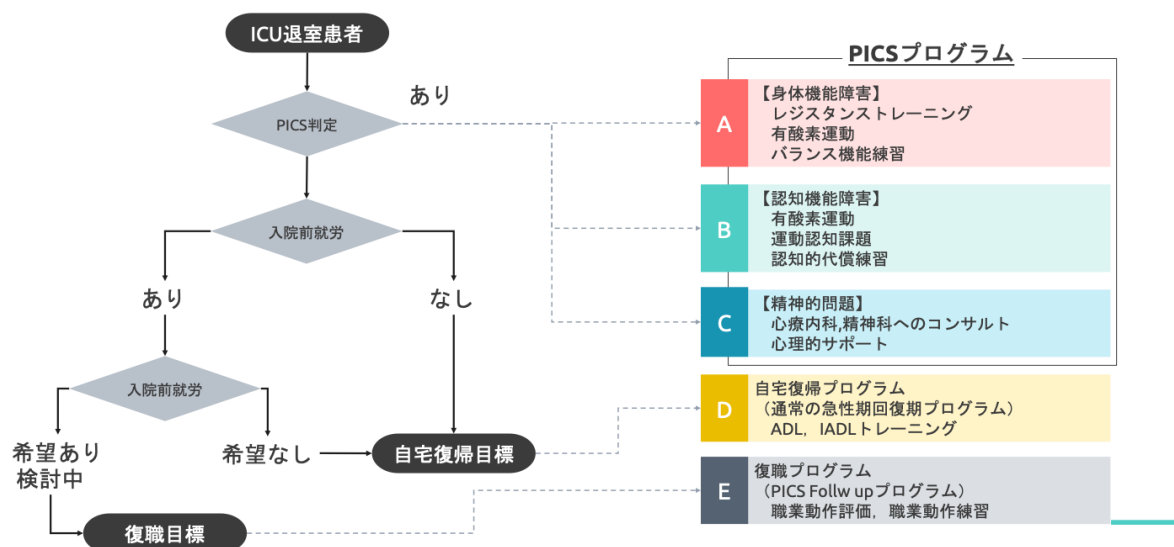 ICU退室患者
PICS判定
あり
入院前就労
あり
なし
入院前就労
希望あり
検討中
希望なし
自宅復帰目標
復職目標
PICSプログラム
A
【身体機能障害】
レジスタンストレーニング
有酸素運動
バランス機能練習
B
【認知機能障害】
有酸素運動
運動認知課題
認知的代償練習
C
【精神的問題】
心療内科,精神科へのコンサルト
心理的サポート
D
自宅復帰プログラム
（通常の急性期回復期プログラム）
ADL，IADLトレーニング
E
復職プログラム
（PICS Follw upプログラム）
職業動作評価，職業動作練習